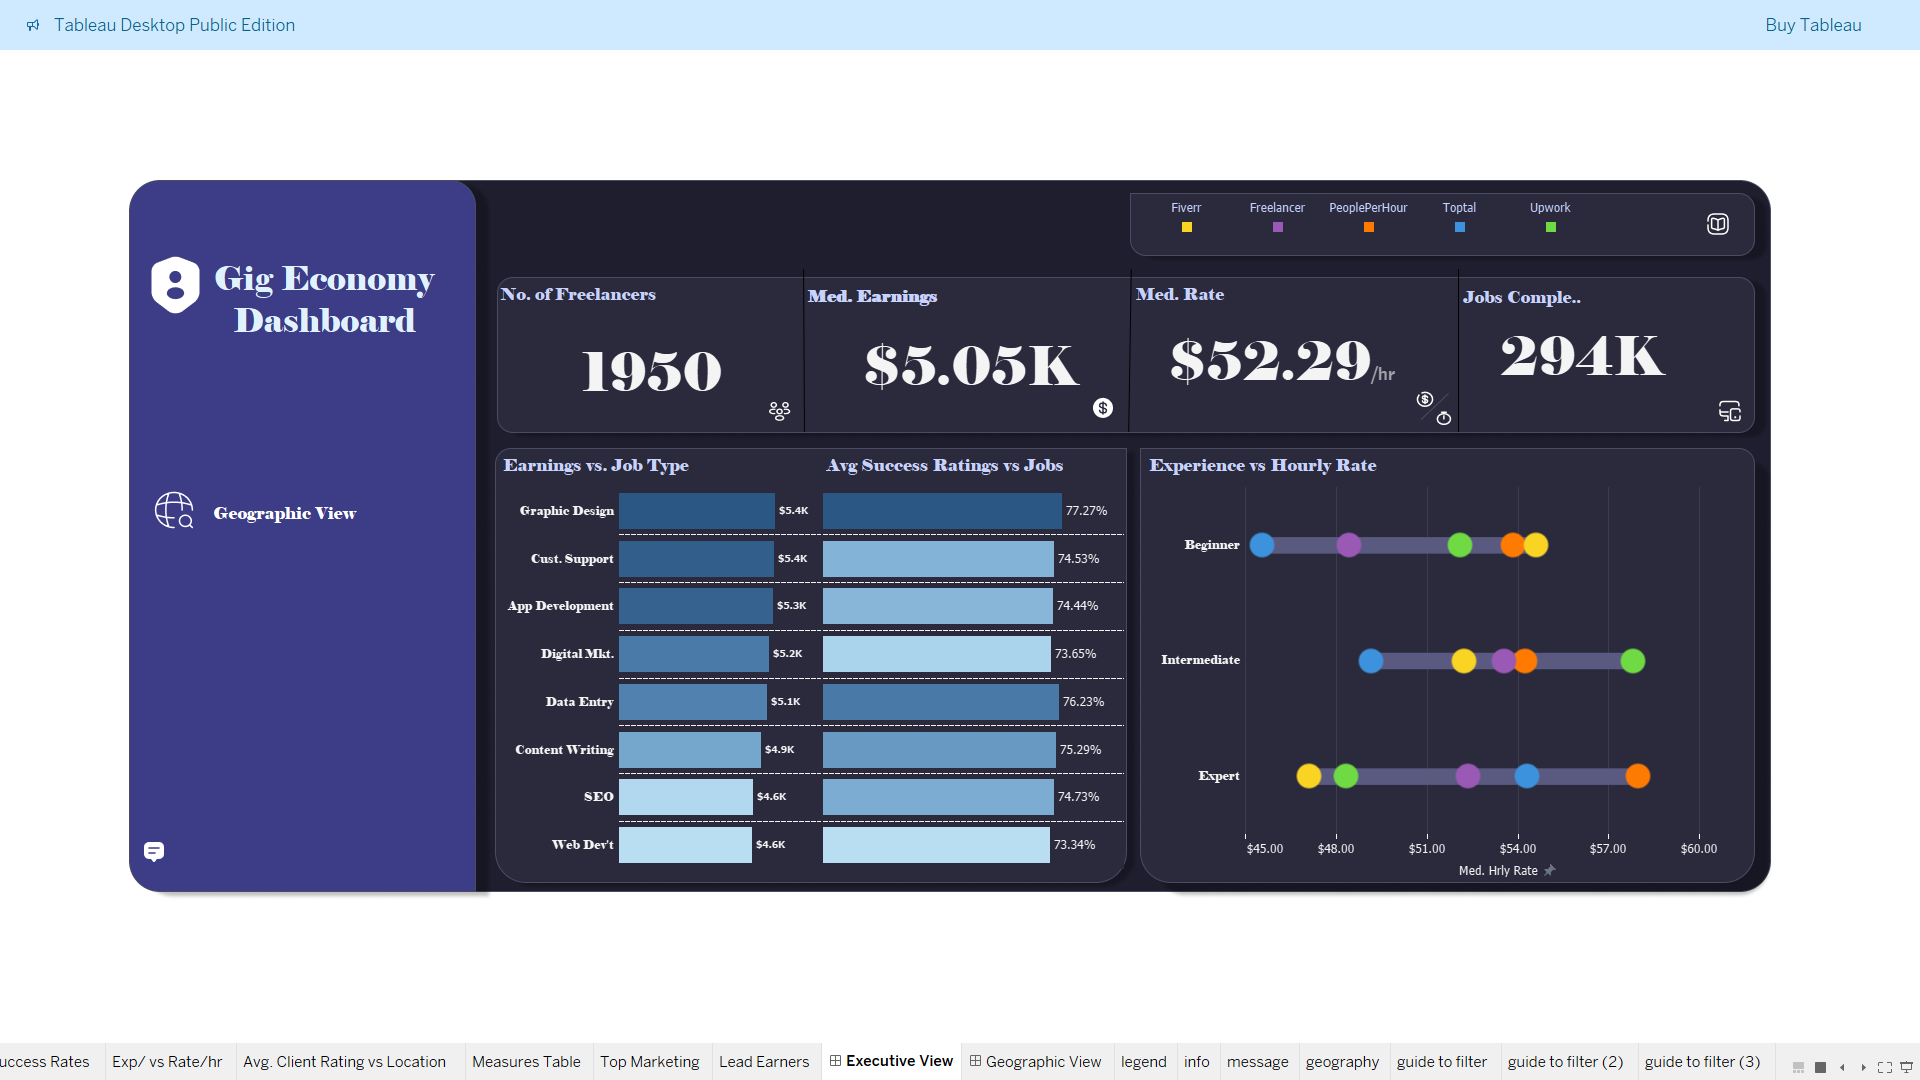 Tableau Desktop Public Edition
Buy Tableau
Gig Economy
Dashboard
Geographic View
Fiverr
Freelancer
PeoplePerHour
Toptal
Upwork
No. of Freelancers
1950
Med. Earnings
$5.05K
Med. Rate
$52.29/hr
Jobs Comple..
294K
Earnings vs. Job Type
Avg Success Ratings vs Jobs
Graphic Design $5.4K 77.27%
Cust. Support $5.4K 74.53%
App Development $5.3K 74.44%
Digital Mkt. $5.2K 73.65%
Data Entry $5.1K 76.23%
Content Writing $4.9K 75.29%
SEO $4.6K 74.73%
Web Dev't $4.6K 73.34%
Experience vs Hourly Rate
Beginner
Intermediate
Expert
$45.00 $48.00 $51.00 $54.00 $57.00 $60.00
Med. Hrly Rate
uccess Rates
Exp/ vs Rate/hr
Avg. Client Rating vs Location
Measures Table
Top Marketing
Lead Earners
Executive View
Geographic View
legend
info
message
geography
guide to filter
guide to filter (2)
guide to filter (3)